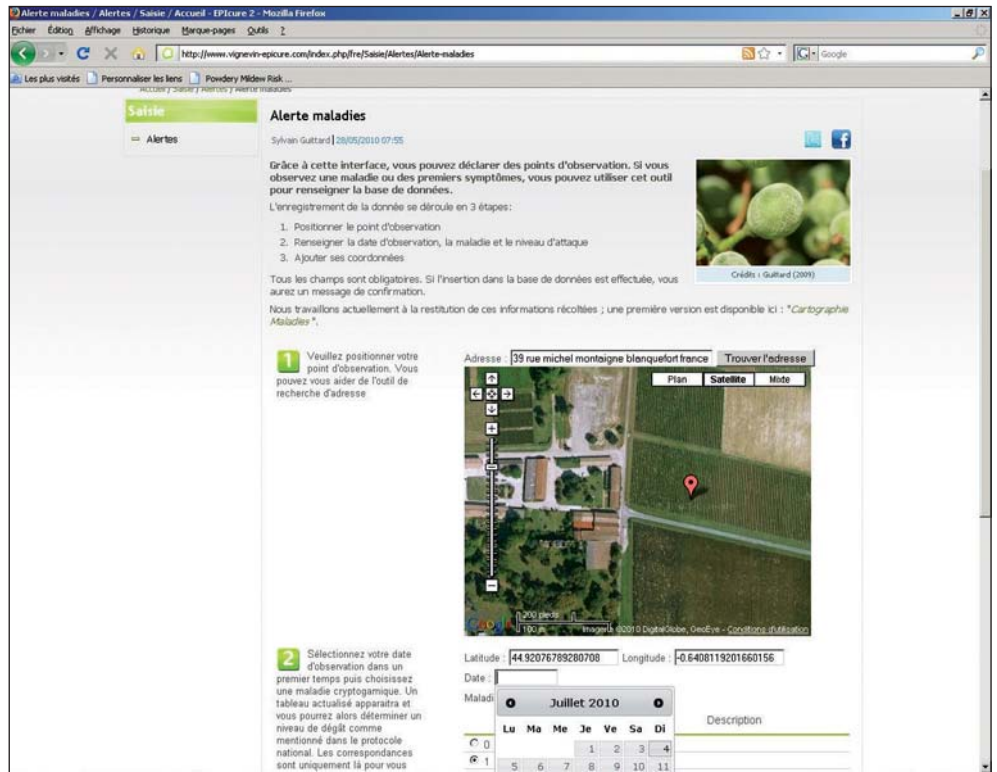 Alerte maladies / Alertes / Saisie / Accueil - EPIcure 2 - Mozilla Firefox
Fichier Édition Affichage Historique Marque-pages Outils ?
http://www.vignevin-epicure.com/index.php/fre/Saisie/Alertes/Alerte-maladies
Google
Les plus visités Personnaliser les liens Powdery Mildew Risk ...
Accueil / Saisie / Alertes / Alerte maladies
Saisie
Alertes
Alerte maladies
Sylvain Guittard | 28/05/2010 07:55
Grâce à cette interface, vous pouvez déclarer des points d'observation. Si vous
observez une maladie ou des premiers symptômes, vous pouvez utiliser cet outil
pour renseigner la base de données.
L'enregistrement de la donnée se déroule en 3 étapes:
1. Positionner le point d'observation
2. Renseigner la date d'observation, la maladie et le niveau d'attaque
3. Ajouter ses coordonnées
Crédits : Guittard (2009)
Tous les champs sont obligatoires. Si l'insertion dans la base de données est effectuée, vous
aurez un message de confirmation.
Nous travaillons actuellement à la restitution de ces informations récoltées ; une première version est disponible ici : "Cartographie
Maladies ".
1 Veuillez positionner votre
point d'observation. Vous
pouvez vous aider de l'outil de
recherche d'adresse
Adresse : 39 rue michel montaigne blanquefort france Trouver l'adresse
Plan Satellite Mixte
200 pieds
100 m
©2010 DigitalGlobe, GeoEye - Conditions d'utilisation
2 Sélectionnez votre date
d'observation dans un
premier temps puis choisissez
une maladie cryptogamique. Un
tableau actualisé apparaitra et
vous pourrez alors déterminer un
niveau de dégât comme
mentionné dans le protocole
national. Les correspondances
sont uniquement là pour vous
Latitude : 44.92076789280708 Longitude : -0.6408119201660156
Date :
Maladi
Juillet 2010
Description
Lu Ma Me Je Ve Sa Di
0 1 2 3 4
1 5 6 7 8 9 10 11